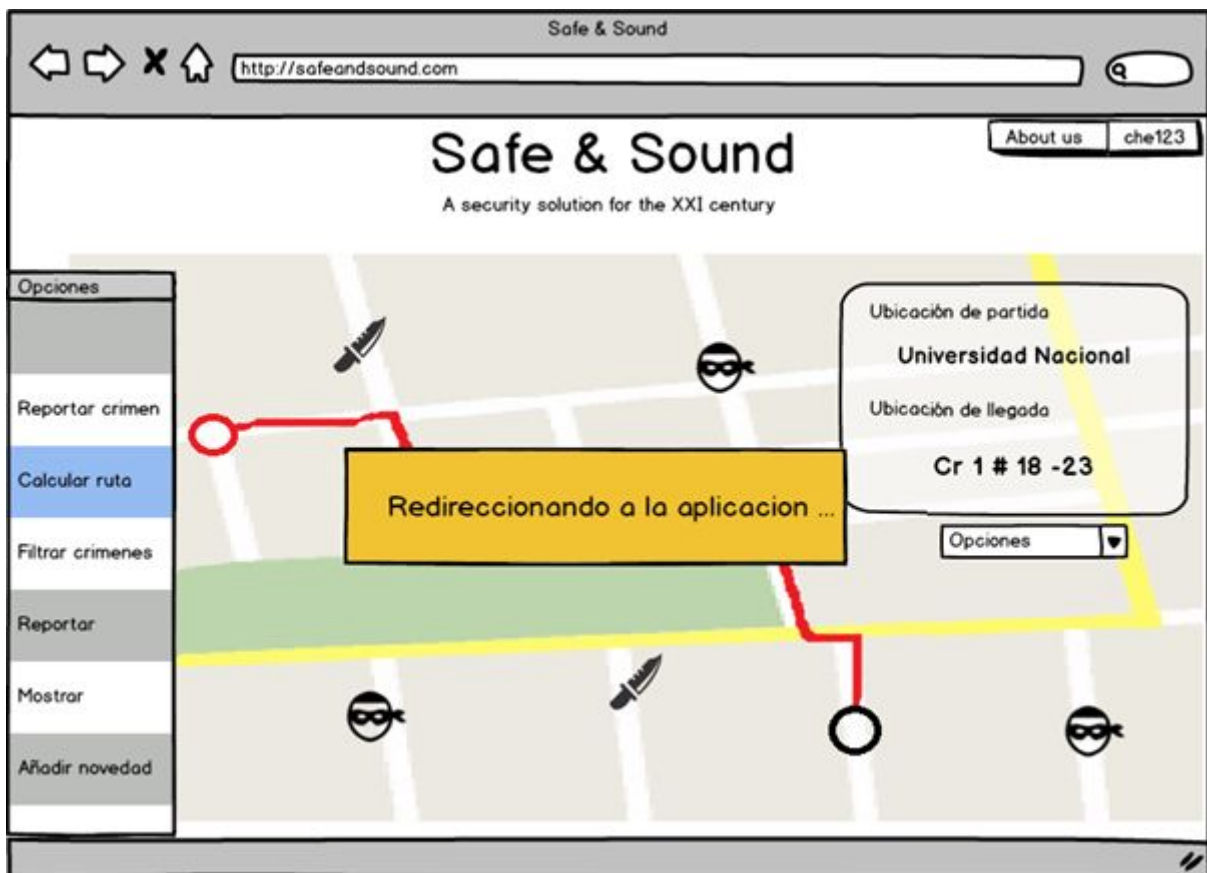 Safe & Sound
http://safeandsound.com
About us
che123
Safe & Sound
A security solution for the XXI century
Opciones
Reportar crimen
Calcular ruta
Filtrar crimenes
Reportar
Mostrar
Añadir novedad
Redireccionando a la aplicacion ...
Ubicación de partida
Universidad Nacional
Ubicación de llegada
Cr 1 # 18 -23
Opciones